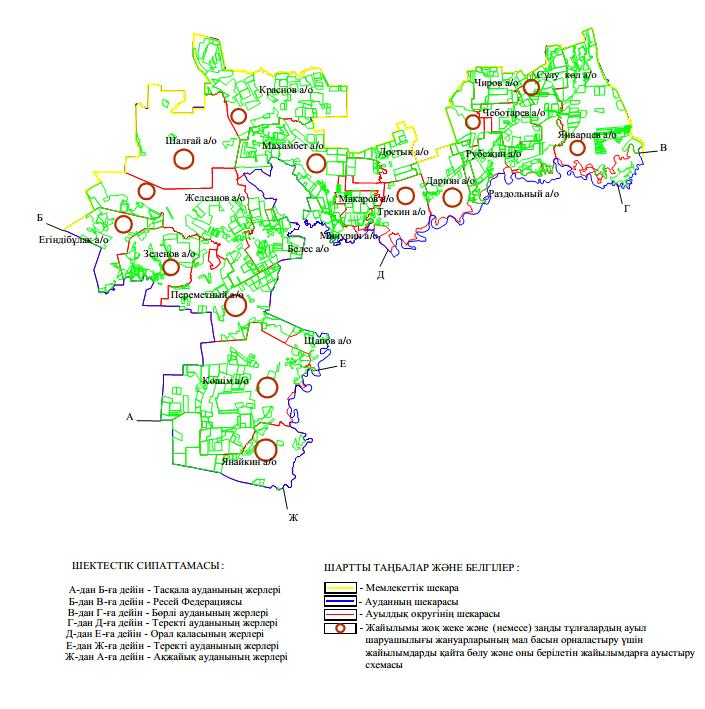 Краснов а/о
Чиров а/о
Сулу көл а/о
Чеботарев а/о
Январцев а/о
В
Шалғай а/о
Махамбет а/о
Достык а/о
Рубежин а/о
Дариян а/о
Раздольный а/о
Железнов а/о
Макаров а/о
Трекин а/о
Г
Б
Егіндібұлак а/о
Мичурин а/о
Белес а/о
Зеленов а/о
Д
Переметный а/о
Щапов а/о
Е
Көшім а/о
А
Янайкин а/о
Ж
ШЕКТЕСТІК СИПАТТАМАСЫ :
А-дан Б-ға дейін - Тасқала ауданының жерлері
Б-дан В-ға дейін - Ресей Федерациясы
В-дан Г-ға дейін - Бөрлі ауданының жерлері
Г-дан Д-ға дейін - Теректі ауданының жерлері
Д-дан Е-ға дейін - Орал қаласының жерлері
Е-дан Ж-ға дейін - Теректі ауданының жерлері
Ж-дан А-ға дейін - Ақжайық ауданының жерлері
ШАРТТЫ ТАҢБАЛАР ЖӘНЕ БЕЛГІЛЕР :
- Мемлекеттік шекара
- Ауданның шекарасы
- Ауылдық округінің шекарасы
- Жайылымы жоқ жеке және (немесе) заңды тұлғалардың ауыл
шаруашылығы жануарларының мал басын орналастыру үшін
жайылымдарды қайта бөлу және оны берілетін жайылымдарға ауыстыру
схемасы